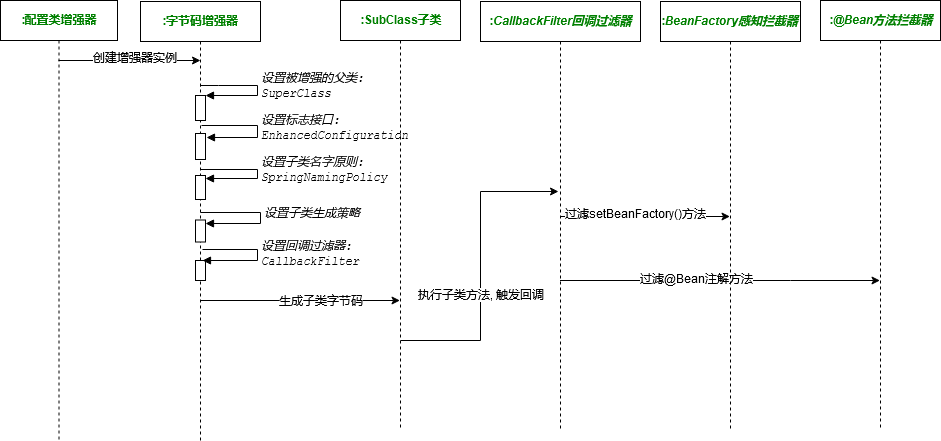 :配置类增强器
:字节码增强器
:SubClass子类
:CallbackFilter回调过滤器
:BeanFactory感知拦截器
:@Bean方法拦截器
创建增强器实例
设置被增强的父类:
SuperClass
设置标志接口:
EnhancedConfiguration
设置子类名字原则:
SpringNamingPolicy
设置子类生成策略
过滤setBeanFactory()方法
设置回调过滤器:
CallbackFilter
过滤@Bean注解方法
生成子类字节码
执行子类方法, 触发回调